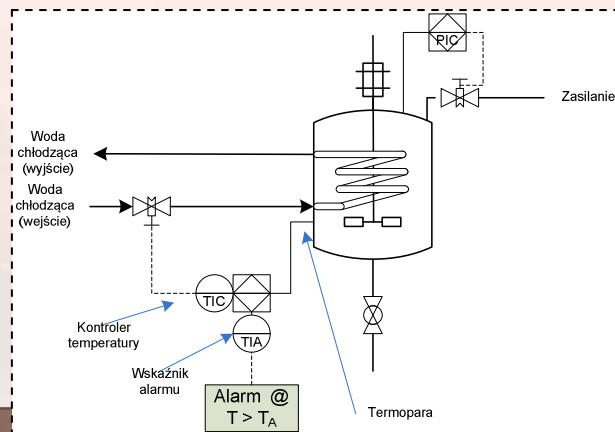 PIC
Zasilanie
Woda
chłodząca
(wyjście)
Woda
chłodząca
(wejście)
TIC
Kontroler
temperatury
TIA
Wskaźnik
alarmu
Alarm @
T > TA
Termopara